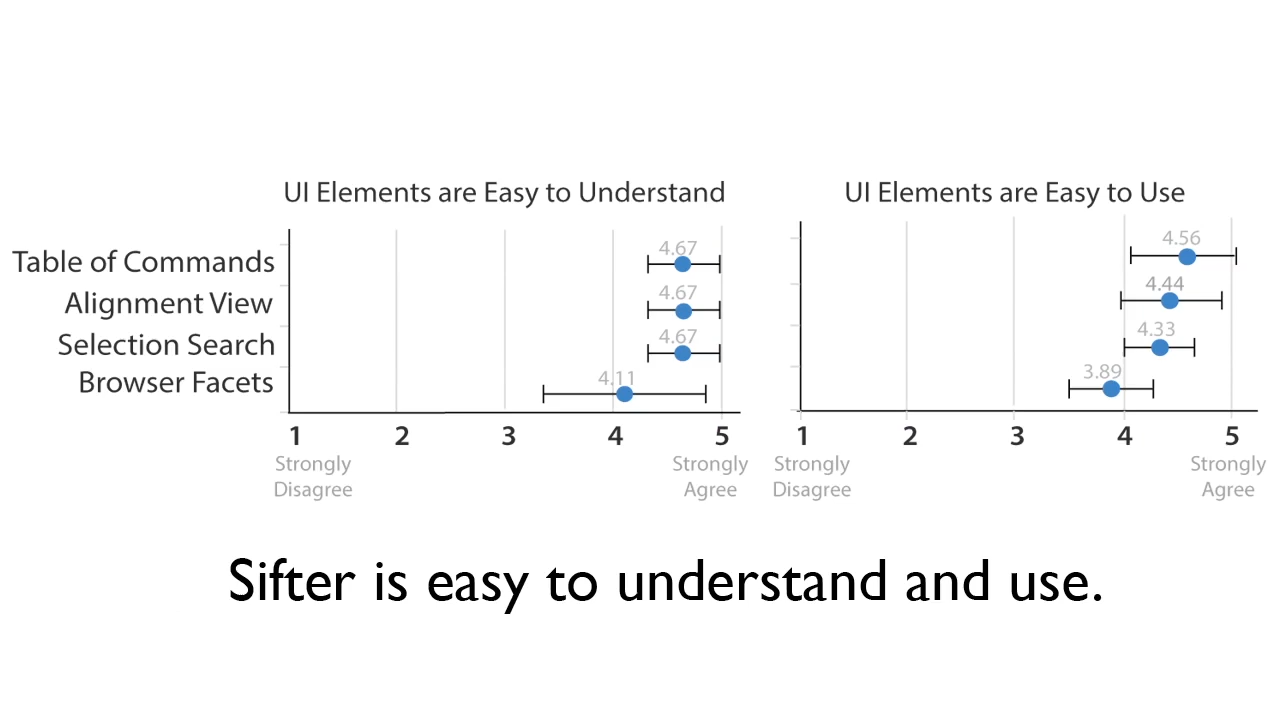 UI Elements are Easy to Understand
UI Elements are Easy to Use
Table of Commands
Alignment View
Selection Search
Browser Facets
4.67
4.67
4.67
4.11
4.56
4.44
4.33
3.89
1 2 3 4 5
Strongly Disagree
Strongly Agree
1 2 3 4 5
Strongly Disagree
Strongly Agree
Sifter is easy to understand and use.